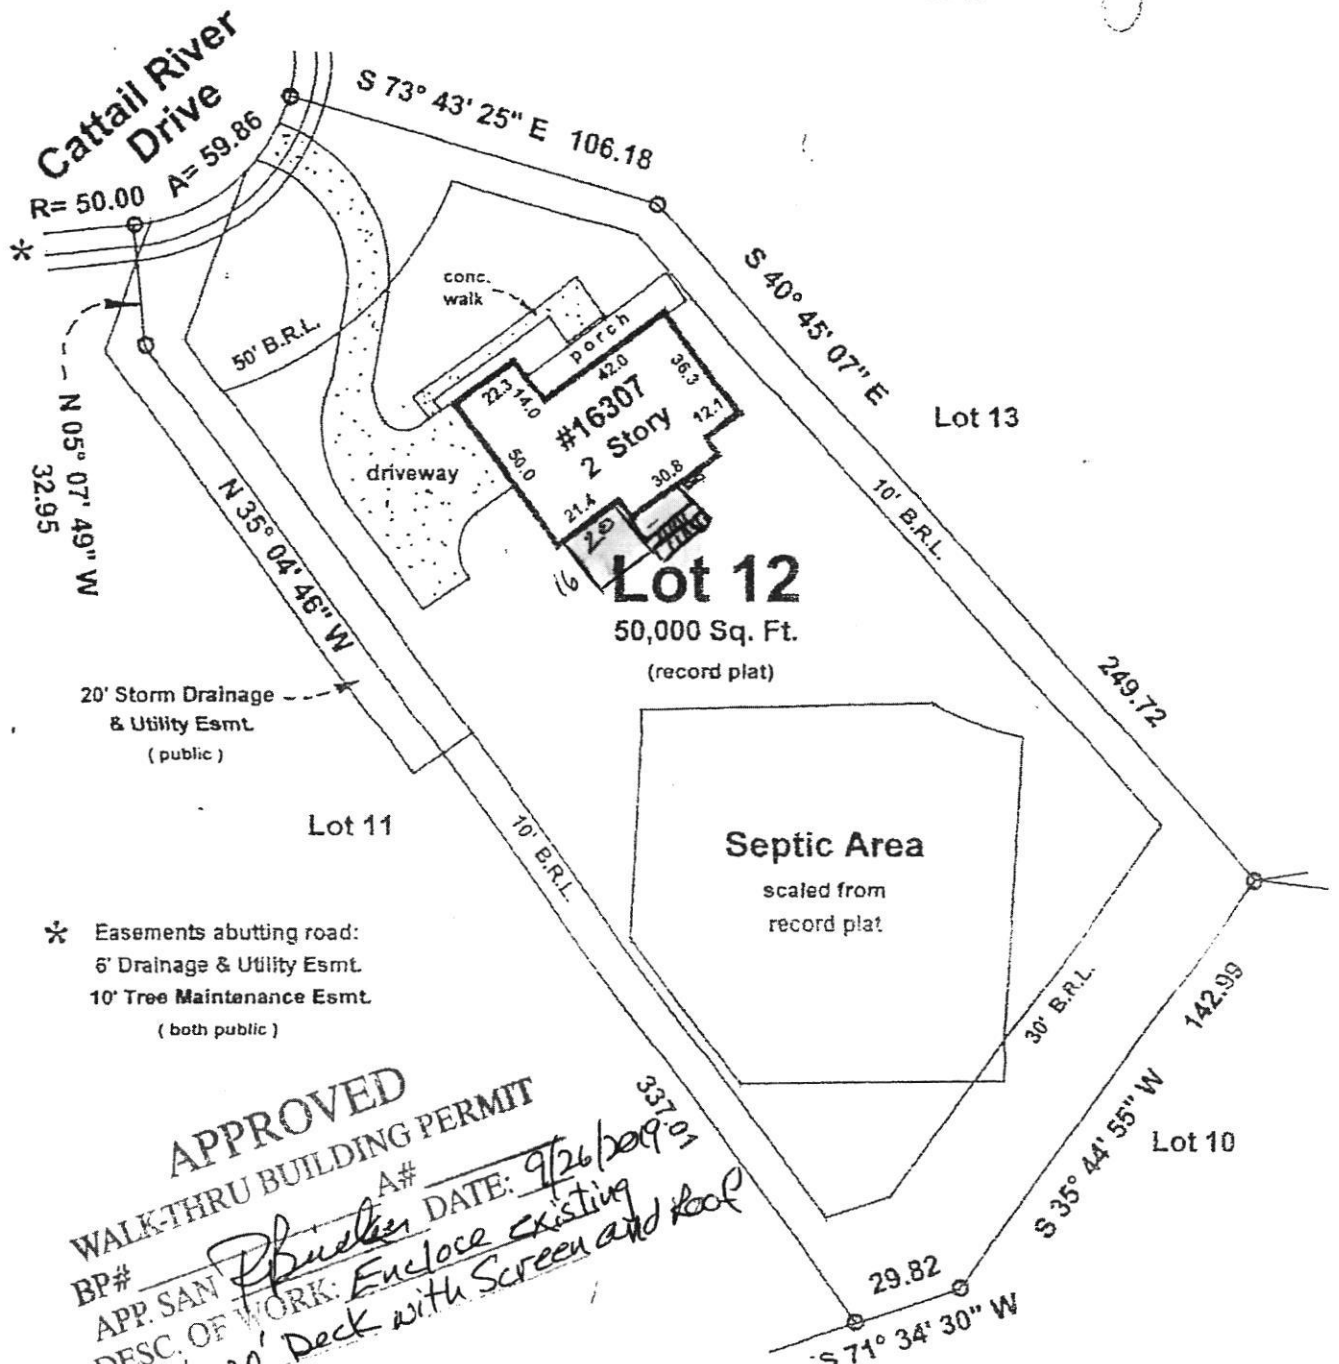 Cattail River
Drive
R= 50.00 A= 59.86
*
S 73° 43' 25" E 106.18
S 40° 45' 07" E
249.72
Lot 13
conc.
walk
porch
50' B.R.L.
22.3
14.0
42.0
36.3
12.1
#16307
2 Story
50.0
30.8
21.4
20
16
driveway
N 05° 07' 49" W
32.95
N 35° 04' 46" W
10' B.R.L.
Lot 12
50,000 Sq. Ft.
(record plat)
20' Storm Drainage
& Utility Esmt.
( public )
Lot 11
10' B.R.L.
Septic Area
scaled from
record plat
* Easements abutting road:
6' Drainage & Utility Esmt.
10' Tree Maintenance Esmt.
( both public )
30' B.R.L.
142.99
S 35° 44' 55" W
Lot 10
337.01
29.82
S 71° 34' 30" W
APPROVED
WALK-THRU BUILDING PERMIT
BP# A#
APP. SAN DATE: 9/26/2019
DESC. OF WORK: Enclose existing
Deck with Screen and Roof